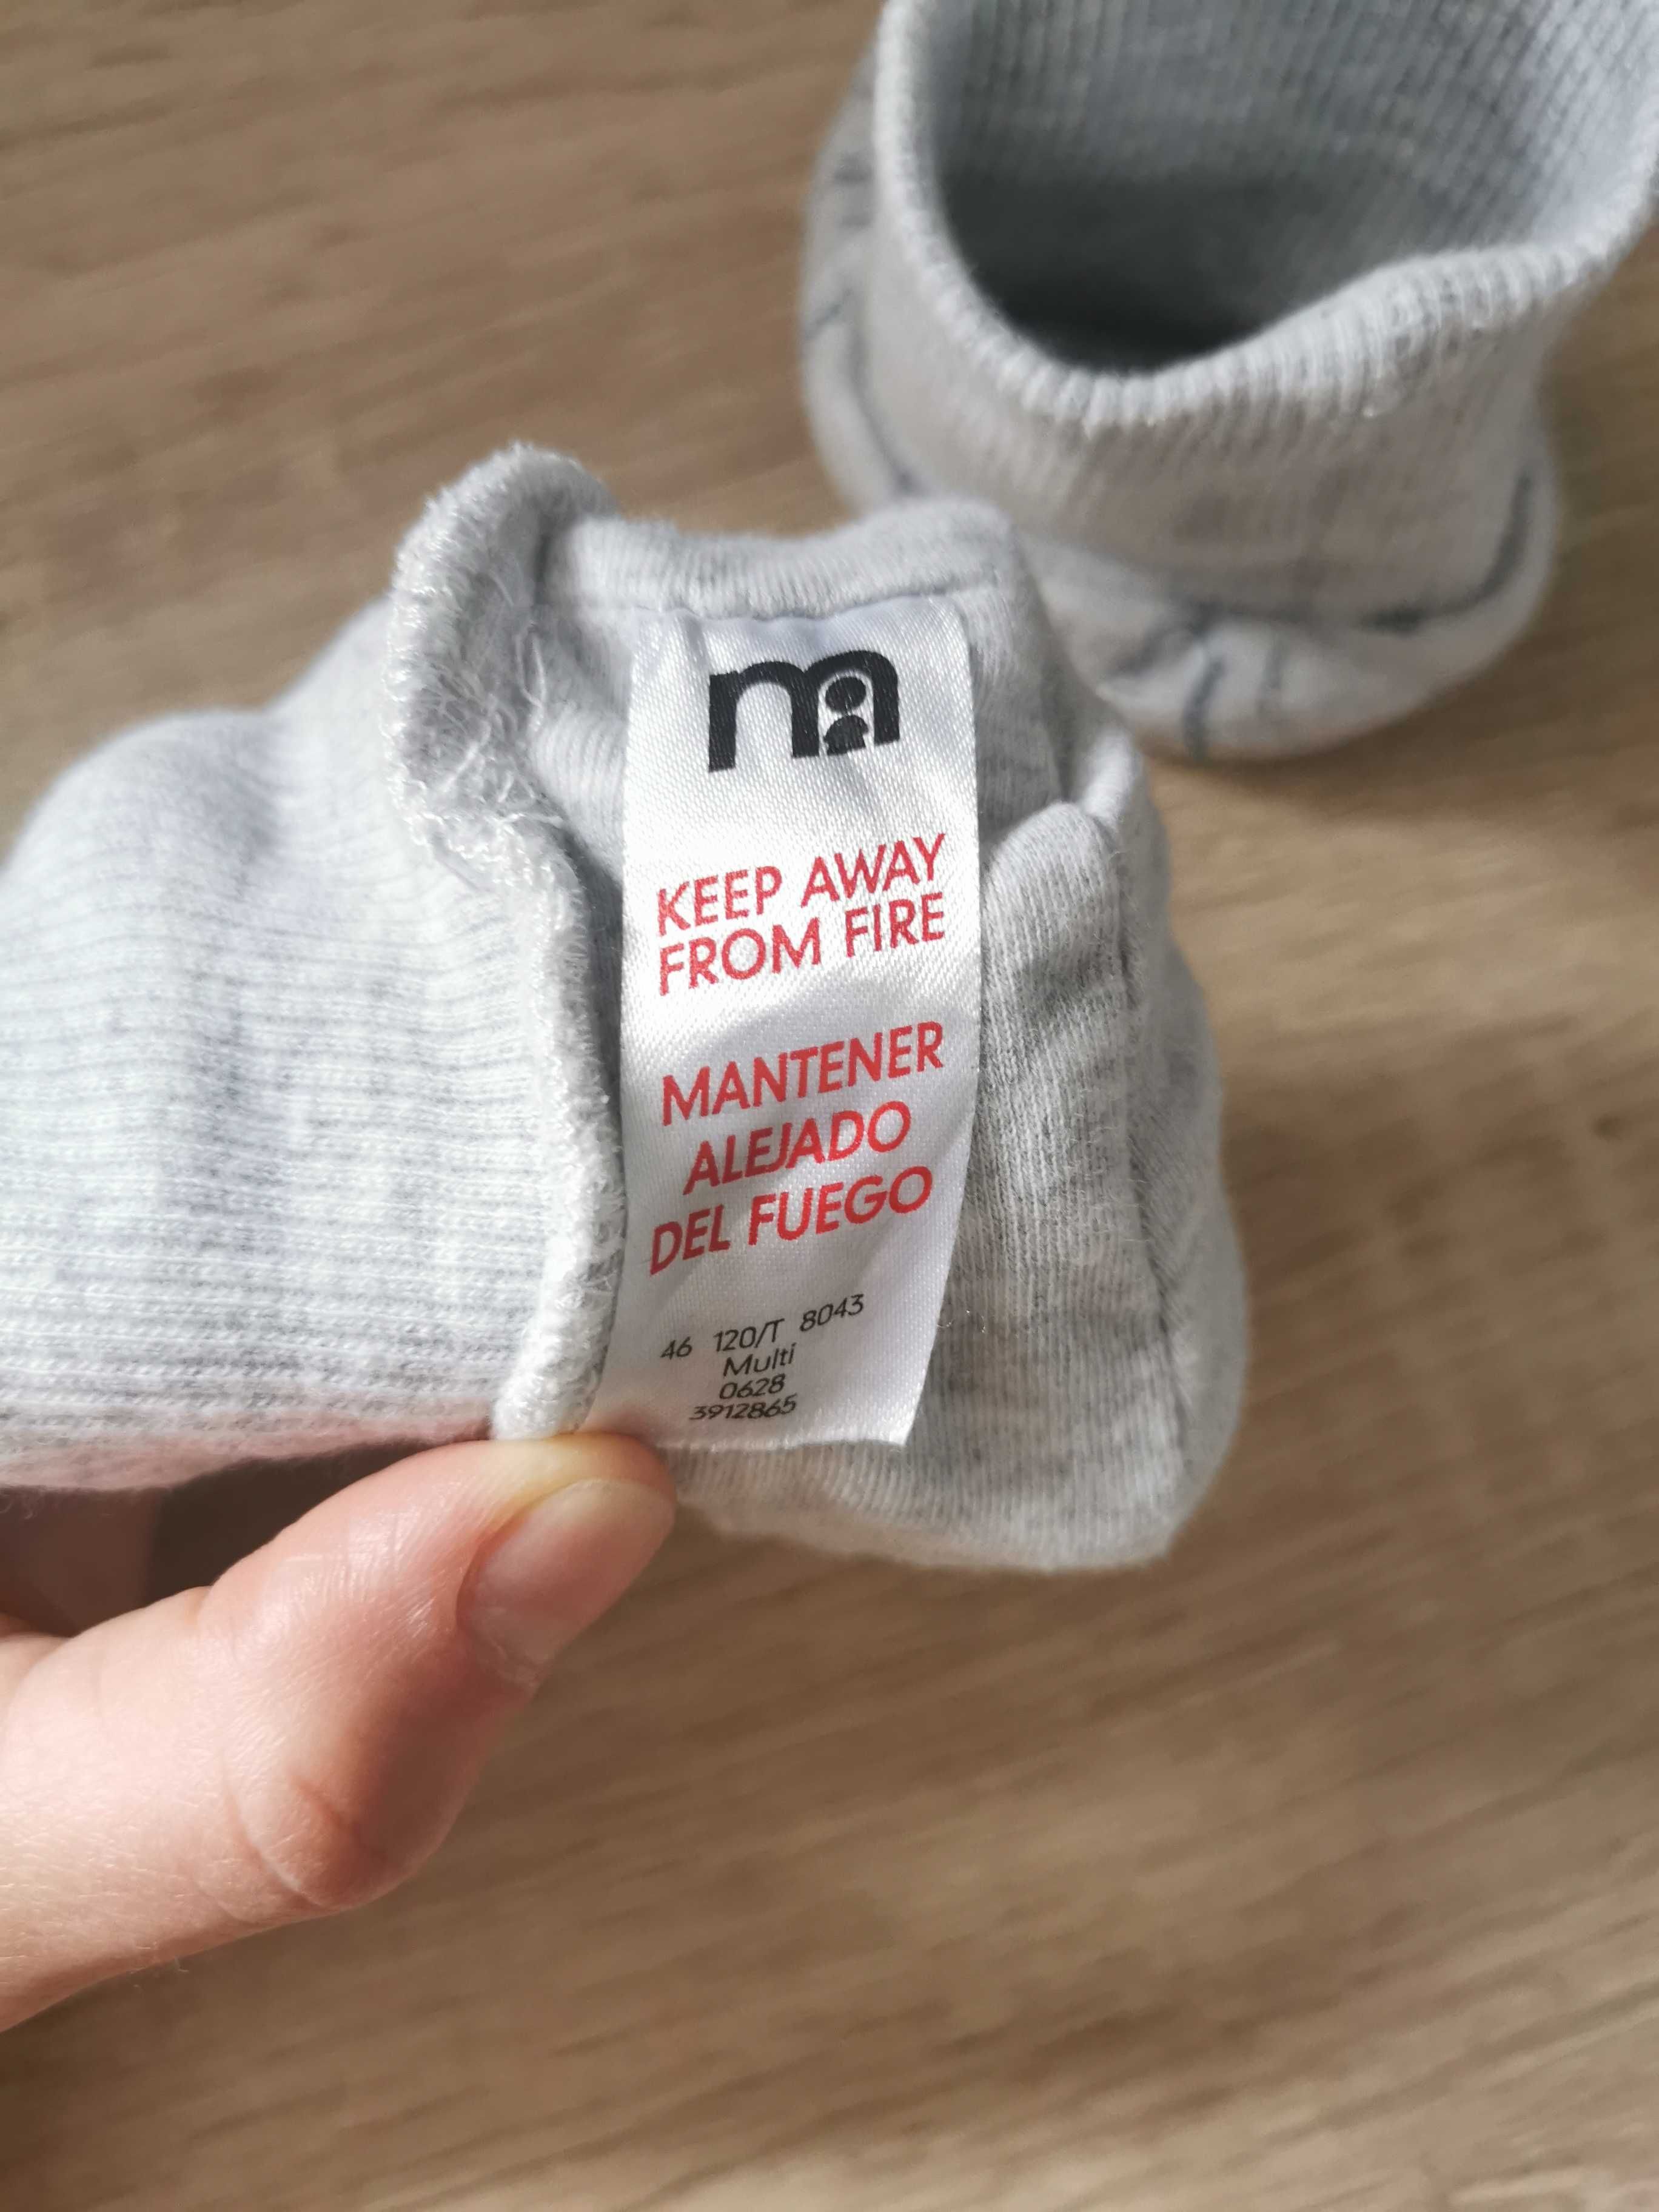 m
KEEP AWAY
FROM FIRE
MANTENER
ALEJADO
DEL FUEGO
46 120/T 8043
Multi
0628
3912865